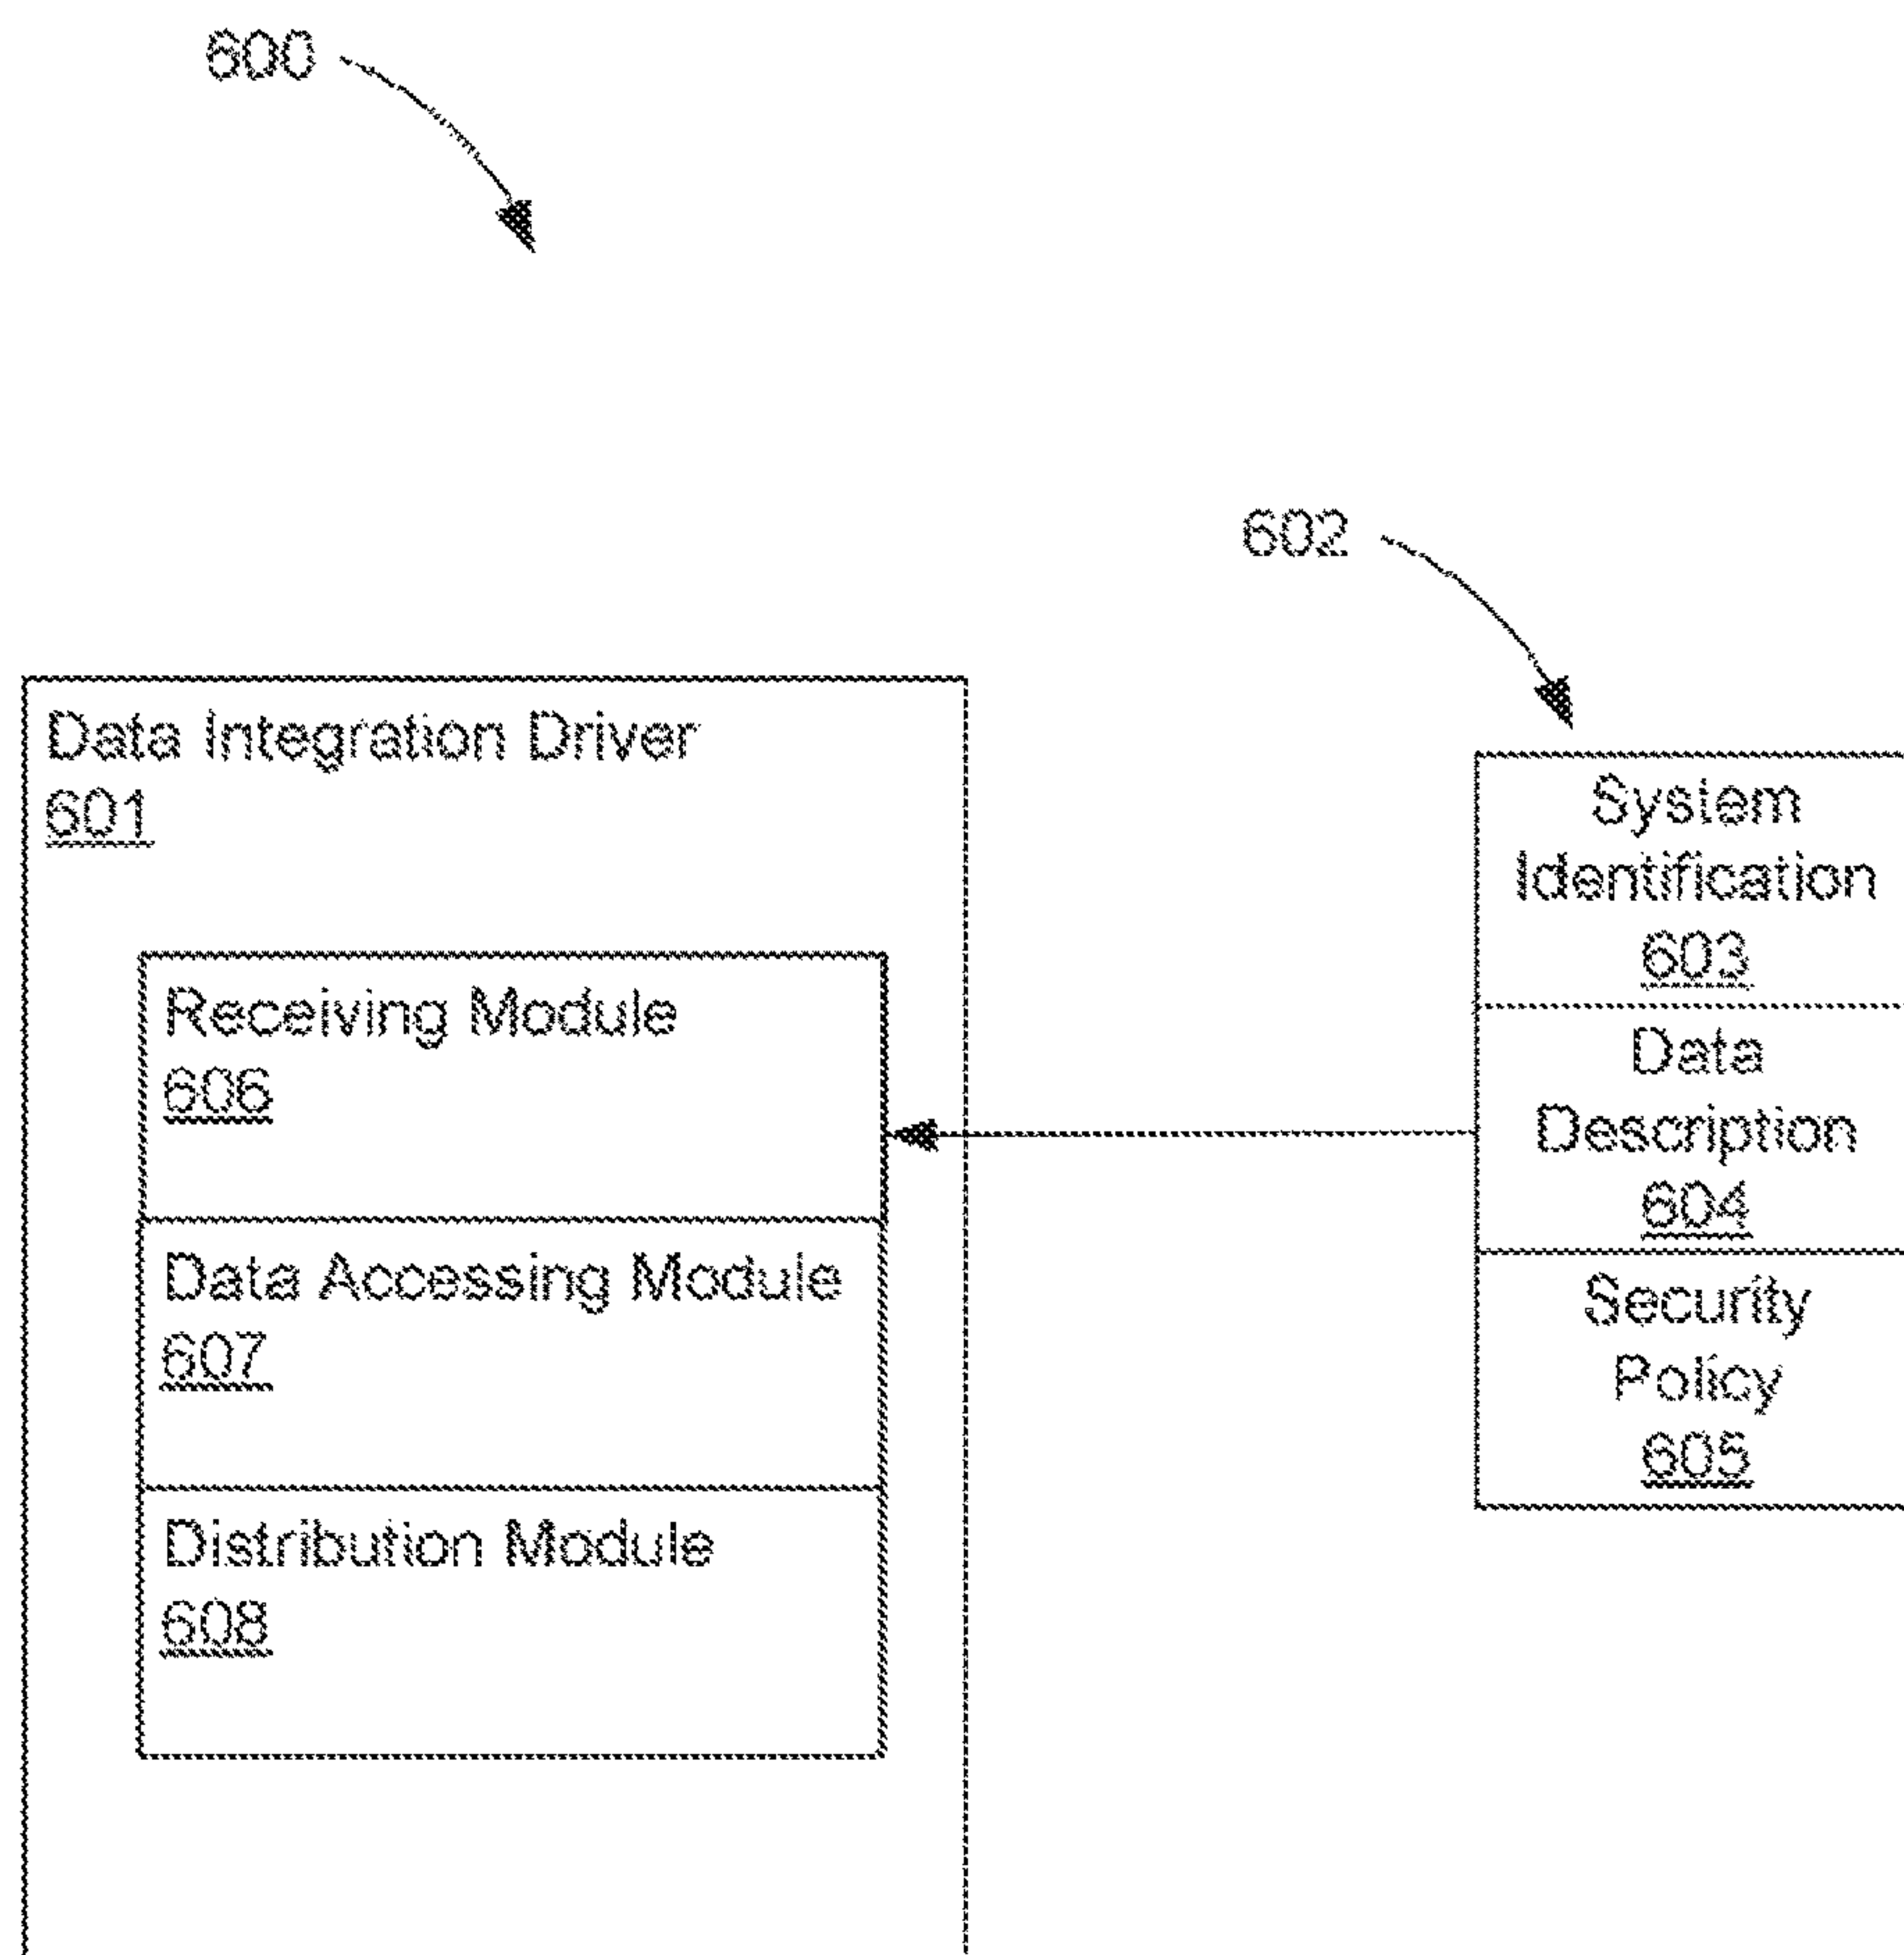 600
602
Data Integration Driver
601
Receiving Module
606
Data Accessing Module
607
Distribution Module
608
System
Identification
603
Data
Description
604
Security
Policy
605